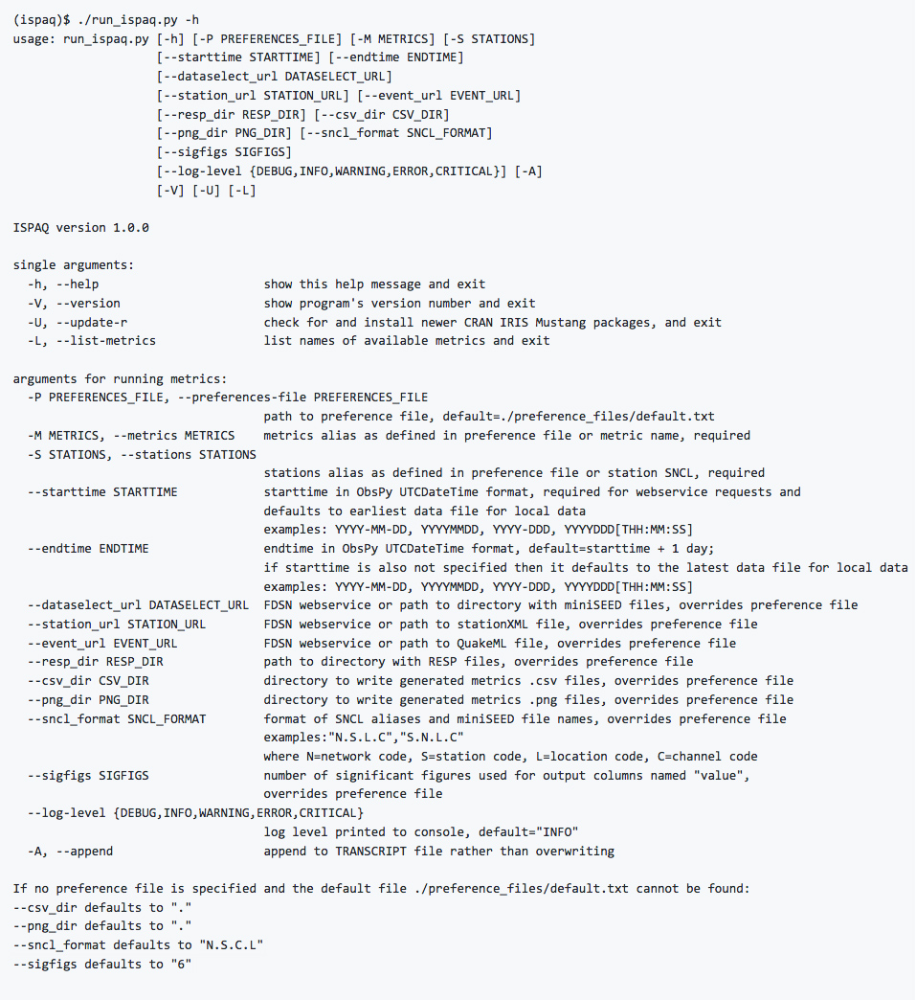 (ispaq)$ ./run_ispaq.py -h
usage: run_ispaq.py [-h] [-P PREFERENCES_FILE] [-M METRICS] [-S STATIONS]
                    [--starttime STARTTIME] [--endtime ENDTIME]
                    [--dataselect_url DATASELECT_URL]
                    [--station_url STATION_URL] [--event_url EVENT_URL]
                    [--resp_dir RESP_DIR] [--csv_dir CSV_DIR]
                    [--png_dir PNG_DIR] [--sncl_format SNCL_FORMAT]
                    [--sigfigs SIGFIGS]
                    [--log-level {DEBUG,INFO,WARNING,ERROR,CRITICAL}] [-A]
                    [-V] [-U] [-L]

ISPAQ version 1.0.0

single arguments:
  -h, --help                       show this help message and exit
  -V, --version                    show program's version number and exit
  -U, --update-r                   check for and install newer CRAN IRIS Mustang packages, and exit
  -L, --list-metrics               list names of available metrics and exit

arguments for running metrics:
  -P PREFERENCES_FILE, --preferences-file PREFERENCES_FILE
                                   path to preference file, default=./preference_files/default.txt
  -M METRICS, --metrics METRICS    metrics alias as defined in preference file or metric name, required
  -S STATIONS, --stations STATIONS
                                   stations alias as defined in preference file or station SNCL, required
  --starttime STARTTIME            starttime in ObsPy UTCDateTime format, required for webservice requests and
                                   defaults to earliest data file for local data
                                   examples: YYYY-MM-DD, YYYYMMDD, YYYY-DDD, YYYYDDD[THH:MM:SS]
  --endtime ENDTIME                endtime in ObsPy UTCDateTime format, default=starttime + 1 day;
                                   if starttime is also not specified then it defaults to the latest data file for local data
                                   examples: YYYY-MM-DD, YYYYMMDD, YYYY-DDD, YYYYDDD[THH:MM:SS]
  --dataselect_url DATASELECT_URL  FDSN webservice or path to directory with miniSEED files, overrides preference file
  --station_url STATION_URL        FDSN webservice or path to stationXML file, overrides preference file
  --event_url EVENT_URL            FDSN webservice or path to QuakeML file, overrides preference file
  --resp_dir RESP_DIR              path to directory with RESP files, overrides preference file
  --csv_dir CSV_DIR                directory to write generated metrics .csv files, overrides preference file
  --png_dir PNG_DIR                directory to write generated metrics .png files, overrides preference file
  --sncl_format SNCL_FORMAT        format of SNCL aliases and miniSEED file names, overrides preference file
                                   examples:"N.S.L.C","S.N.L.C"
                                   where N=network code, S=station code, L=location code, C=channel code
  --sigfigs SIGFIGS                number of significant figures used for output columns named "value",
                                   overrides preference file
  --log-level {DEBUG,INFO,WARNING,ERROR,CRITICAL}
                                   log level printed to console, default="INFO"
  -A, --append                     append to TRANSCRIPT file rather than overwriting

If no preference file is specified and the default file ./preference_files/default.txt cannot be found:
--csv_dir defaults to "."
--png_dir defaults to "."
--sncl_format defaults to "N.S.C.L"
--sigfigs defaults to "6"